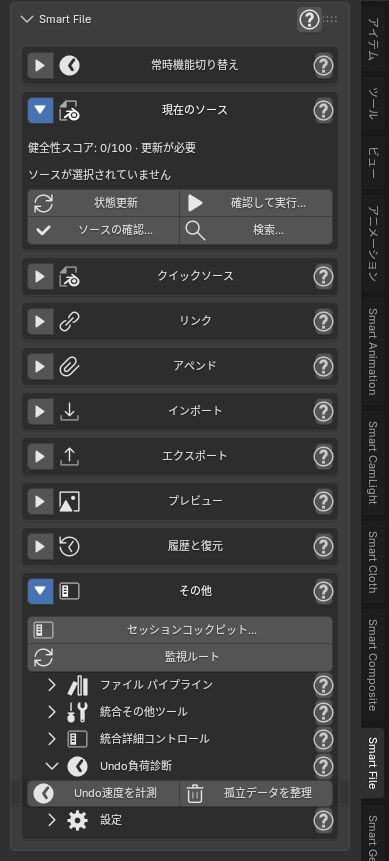 Smart File
常時機能切り替え
現在のソース
健全性スコア: 0/100 · 更新が必要
ソースが選択されていません
状態更新
確認して実行...
ソースの確認...
検索...
クイックソース
リンク
アペンド
インポート
エクスポート
プレビュー
履歴と復元
その他
セッションコックピット...
監視ルート
ファイル パイプライン
統合その他ツール
統合詳細コントロール
Undo負荷診断
Undo速度を計測
孤立データを整理
設定
アイテム
ツール
ビュー
アニメーション
Smart Animation
Smart CamLight
Smart Cloth
Smart Composite
Smart File
Smart Ge